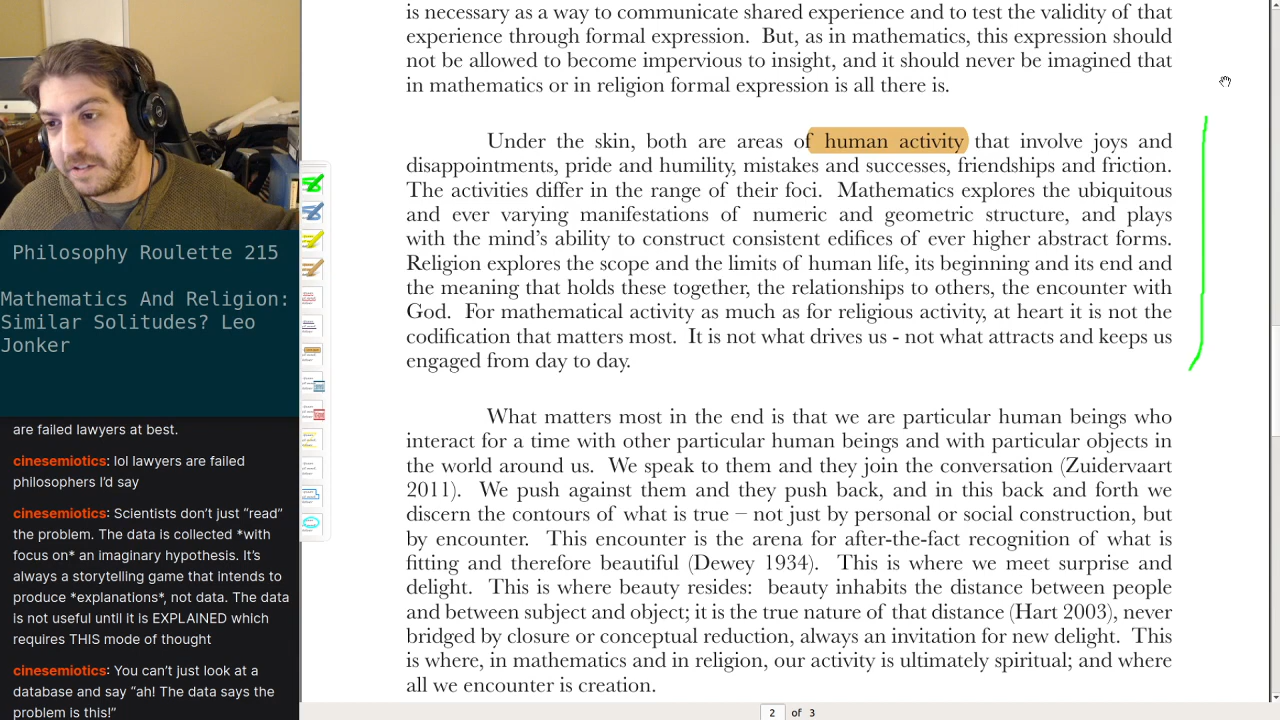 is necessary as a way to communicate shared experience and to test the validity of that
experience through formal expression. But, as in mathematics, this expression should
not be allowed to become impervious to insight, and it should never be imagined that
in mathematics or in religion formal expression is all there is.
Under the skin, both are areas of human activity that involve joys and
disappointments, pride and humility, mistakes and successes, friendships and friction.
The activities differ in the range of their foci. Mathematics explores the ubiquitous
and ever varying manifestations of numeric and geometric structure, and plays
with the mind's ability to construct consistent edifices of ever higher abstract form.
Religion explores the scope and the limits of human life, its beginning and its end and
the meaning that holds these together, the relationship to others, the encounter with
God. For mathematical activity as much as for religious activity, its heart it is not the
codified form that it takes. It is in what moves us and what informs and keeps us
engaged from day to day.
What matters most in the end is that we are particular human beings who
interact for a time with other particular human beings and with particular objects in
the world around us. We ask them in and they join our conversation (Zwicky
2011). We push against them and they push back, and in this back and forth we
discern the contours of what is true – not just by personal or social construction, but
by encounter. This encounter is the arena for after-the-fact recognition of what is
fitting and therefore beautiful (Dewey 1934). This is where we meet surprise and
delight. This is where beauty resides: beauty inhabits the distance between people
and between subject and object; it is the true nature of that distance (Hart 2003), never
bridged by closure or conceptual reduction, always an invitation for new delight. This
is where, in mathematics and in religion, our activity is ultimately spiritual; and where
all we encounter is creation.
2 of 3
Philosophy Roulette 215
Mathematics And Religion:
Similar Solitudes? Leo
Jonker
are failed lawyers at best.
cinesemiotics: lol lawyers are failed
philosophers I'd say
cinesemiotics: Scientists don't just "read"
the problem. The data is collected *with
focus on* an imaginary hypothesis. It's
always a storytelling game that intends to
produce *explanations*, not data. The data
is not useful until it is EXPLAINED which
requires THIS mode of thought
cinesemiotics: You can't just look at a
database and say "ah! The data says the
problem is this!"